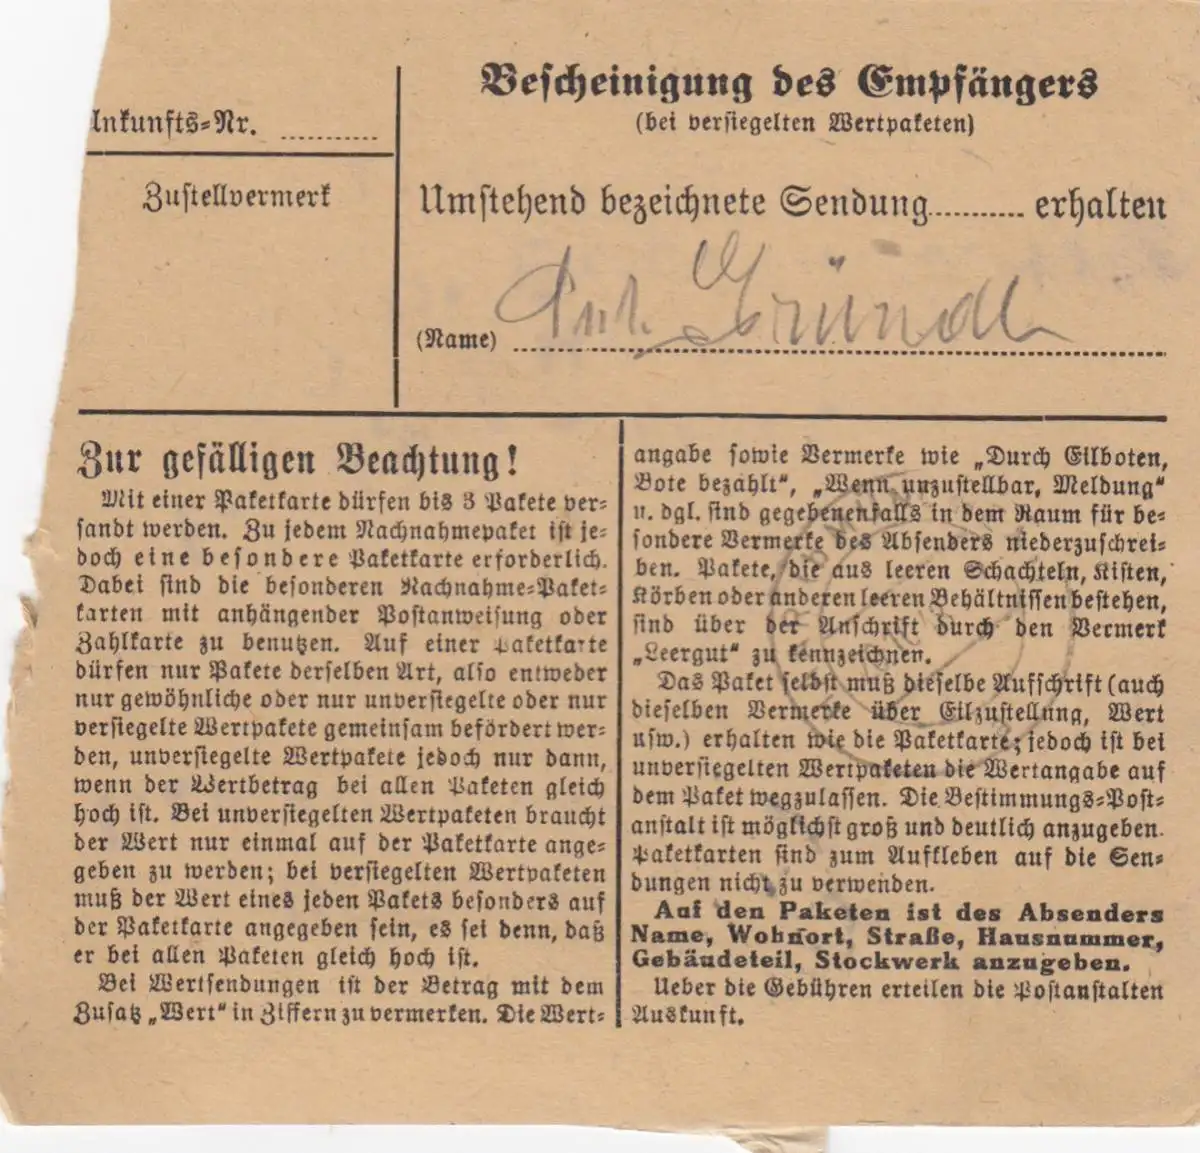 Ankunfts-Nr. ............
Zustellvermerk
Bescheinigung des Empfängers
(bei versiegelten Wertpaketen)
Umstehend bezeichnete Sendung........... erhalten
(Name) Ant. Gründl
Zur gefälligen Beachtung!
Mit einer Paketkarte dürfen bis 3 Pakete ver-
sandt werden. Zu jedem Nachnahmepaket ist je-
doch eine besondere Paketkarte erforderlich.
Dabei sind die besonderen Nachnahme-Paket-
karten mit anhängender Postanweisung oder
Zahlkarte zu benutzen. Auf einer Paketkarte
dürfen nur Pakete derselben Art, also entweder
nur gewöhnliche oder nur unversiegelte oder nur
versiegelte Wertpakete gemeinsam befördert wer-
den, unversiegelte Wertpakete jedoch nur dann,
wenn der Wertbetrag bei allen Paketen gleich
hoch ist. Bei unversiegelten Wertpaketen braucht
der Wert nur einmal auf der Paketkarte ange-
geben zu werden; bei versiegelten Wertpaketen
muß der Wert eines jeden Pakets besonders auf
der Paketkarte angegeben sein, es sei denn, daß
er bei allen Paketen gleich hoch ist.
Bei Wertsendungen ist der Betrag mit dem
Zusatz „Wert" in Ziffern zu vermerken. Die Wert-
angabe sowie Vermerke wie „Durch Eilboten,
Bote bezahlt", „Wenn unzustellbar, Meldung"
u. dgl. sind gegebenenfalls in dem Raum für be-
sondere Vermerke des Absenders niederzuschrei-
ben. Pakete, die aus leeren Schachteln, Kisten,
Körben oder anderen leeren Behältnissen bestehen,
sind über der Anschrift durch den Vermerk
„Leergut" zu kennzeichnen.
Das Paket selbst muß dieselbe Aufschrift (auch
dieselben Vermerke über Eilzustellung, Wert
usw.) erhalten wie die Paketkarte; jedoch ist bei
unversiegelten Wertpaketen die Wertangabe auf
dem Paket wegzulassen. Die Bestimmungs-Post-
anstalt ist möglichst groß und deutlich anzugeben.
Paketkarten sind zum Aufkleben auf die Sen-
dungen nicht zu verwenden.
Auf den Paketen ist des Absenders
Name, Wohnort, Straße, Hausnummer,
Gebäudeteil, Stockwerk anzugeben.
Ueber die Gebühren erteilen die Postanstalten
Auskunft.